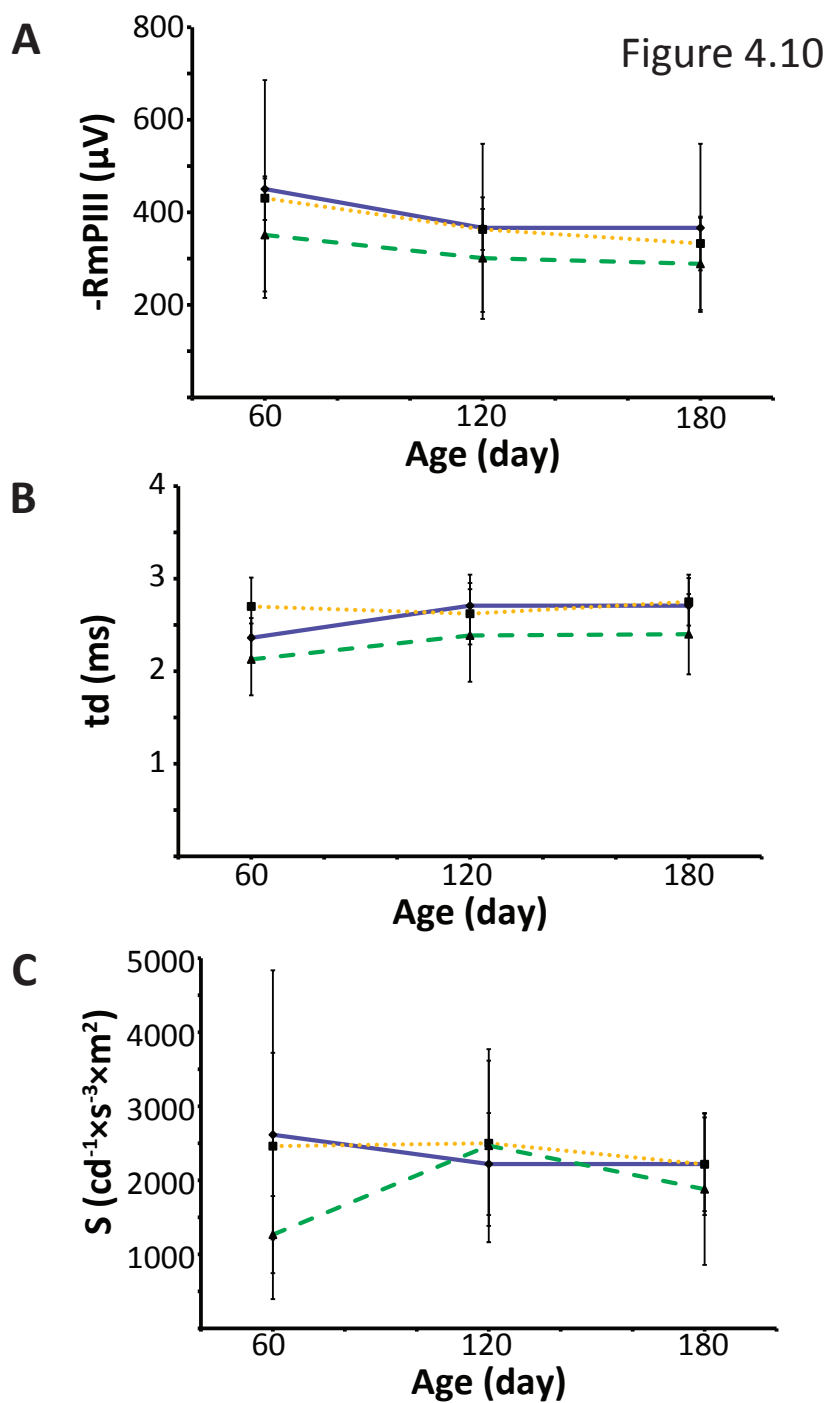 A
Figure 4.10
-RmPIII (µV)
800
600
400
200
60 120 180
Age (day)
B
td (ms)
4
3
2
1
60 120 180
Age (day)
C
S (cd⁻¹×s⁻³×m²)
5000
4000
3000
2000
1000
60 120 180
Age (day)